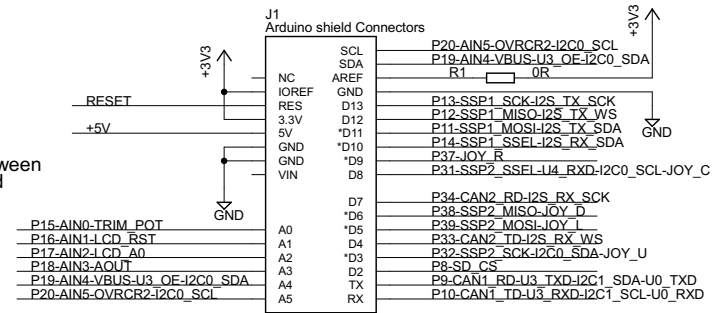 J1
Arduino shield Connectors
+3V3
+3V3
SCL P20-AIN5-OVRCR2-I2C0_SCL
SDA P19-AIN4-VBUS-U3_OE-I2C0_SDA
NC AREF R1 0R
IOREF GND
RESET RES D13 P13-SSP1_SCK-I2S_TX_SCK
3.3V D12 P12-SSP1_MISO-I2S_TX_WS
+5V 5V *D11 P11-SSP1_MOSI-I2S_TX_SDA
GND *D10 P14-SSP1_SSEL-I2S_RX_SDA
GND
ween GND *D9 P37-JOY_R
VIN D8 P31-SSP2_SSEL-U4_RXD-I2C0_SCL-JOY_C
D7 P34-CAN2_RD-I2S_RX_SCK
GND *D6 P38-SSP2_MISO-JOY_D
P15-AIN0-TRIM_POT A0 *D5 P39-SSP2_MOSI-JOY_L
P16-AIN1-LCD_RST A1 D4 P33-CAN2_TD-I2S_RX_WS
P17-AIN2-LCD_A0 A2 *D3 P32-SSP2_SCK-I2C0_SDA-JOY_U
P18-AIN3-AOUT A3 D2 P8-SD_CS
P19-AIN4-VBUS-U3_OE-I2C0_SDA A4 TX P9-CAN1_RD-U3_TXD-I2C1_SDA-U0_TXD
P20-AIN5-OVRCR2-I2C0_SCL A5 RX P10-CAN1_TD-U3_RXD-I2C1_SCL-U0_RXD